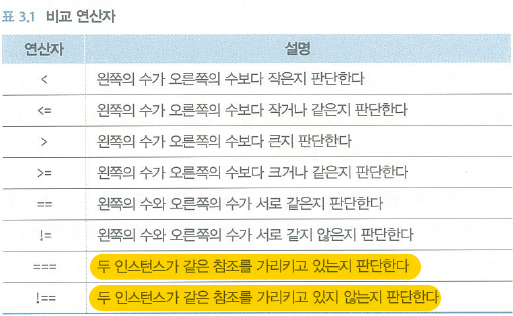 표 3.1 비교 연산자
연산자 설명
< 왼쪽의 수가 오른쪽의 수보다 작은지 판단한다
<= 왼쪽의 수가 오른쪽의 수보다 작거나 같은지 판단한다
> 왼쪽의 수가 오른쪽의 수보다 큰지 판단한다
>= 왼쪽의 수가 오른쪽의 수보다 크거나 같은지 판단한다
== 왼쪽의 수와 오른쪽의 수가 서로 같은지 판단한다
!= 왼쪽의 수와 오른쪽의 수가 서로 같지 않은지 판단한다
=== 두 인스턴스가 같은 참조를 가리키고 있는지 판단한다
!== 두 인스턴스가 같은 참조를 가리키고 있지 않는지 판단한다